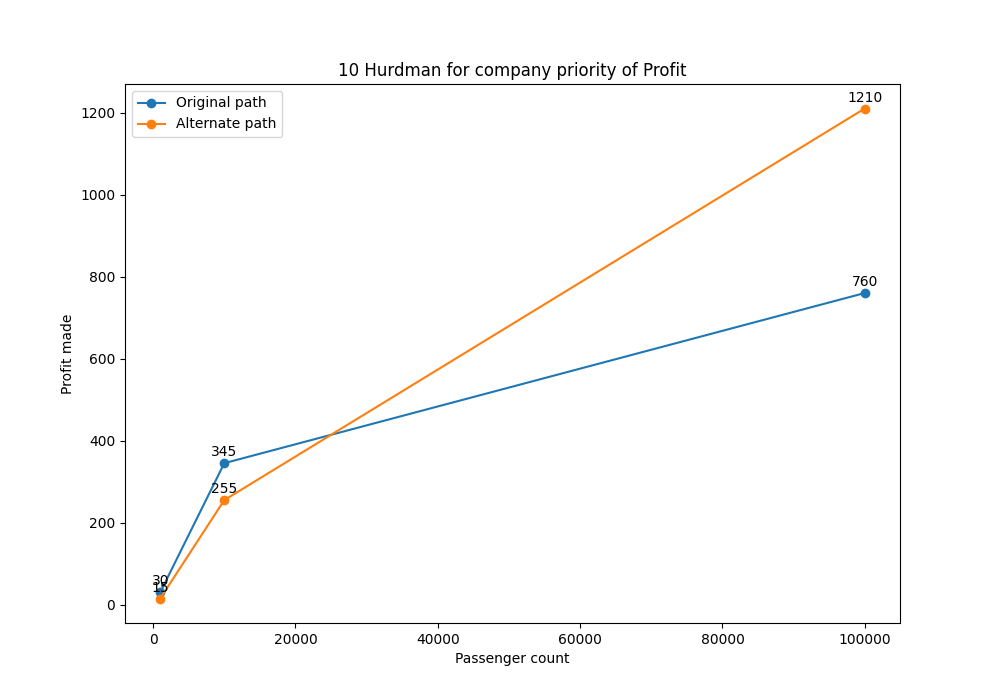 10 Hurdman for company priority of Profit
Original path
Alternate path
1210
1200
1000
800
760
Profit made
600
400
345
255
200
30
15
0
0 20000 40000 60000 80000 100000
Passenger count